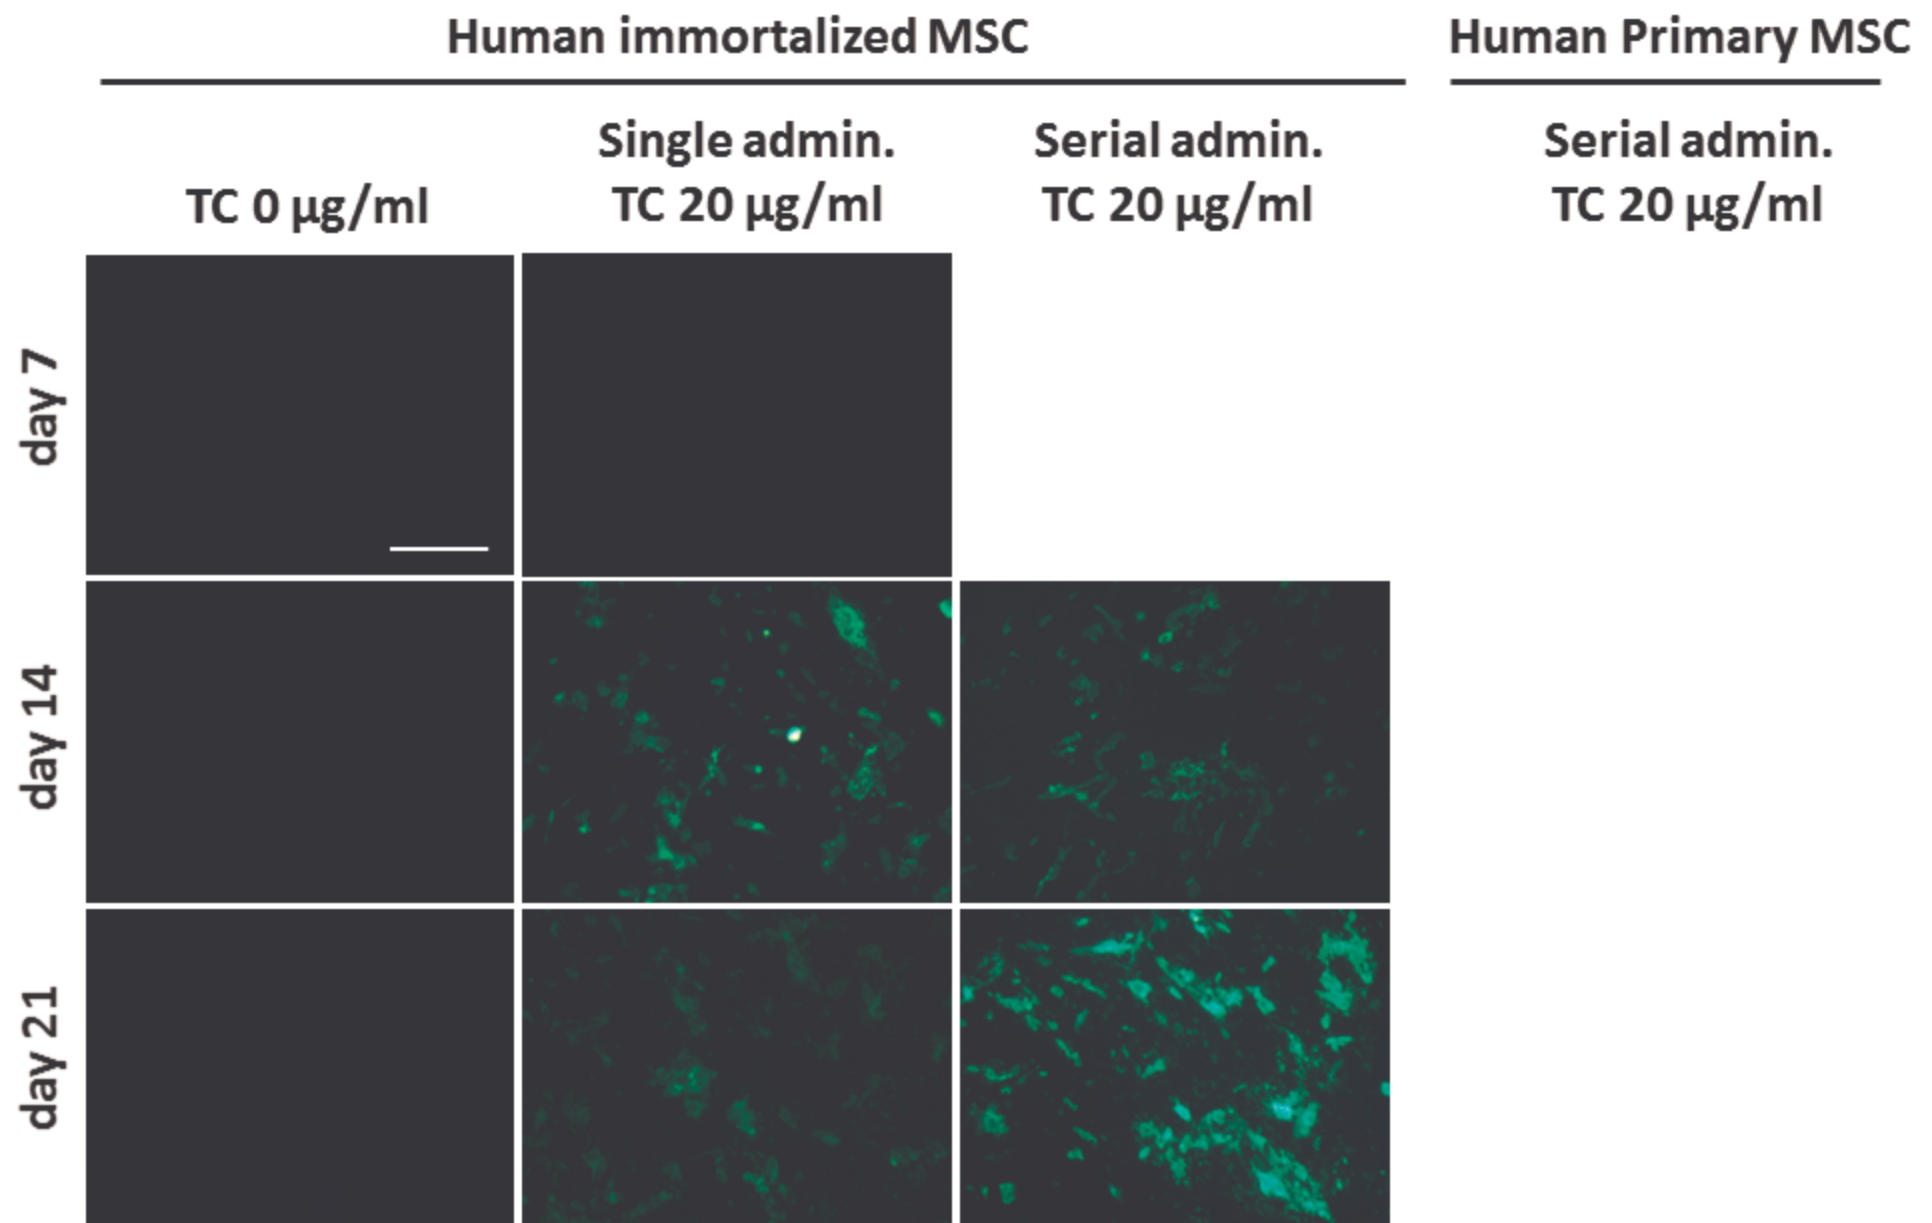 Human immortalized MSC
Human Primary MSC
TC 0 µg/ml
Single admin.
TC 20 µg/ml
Serial admin.
TC 20 µg/ml
Serial admin.
TC 20 µg/ml
day 7
day 14
day 21